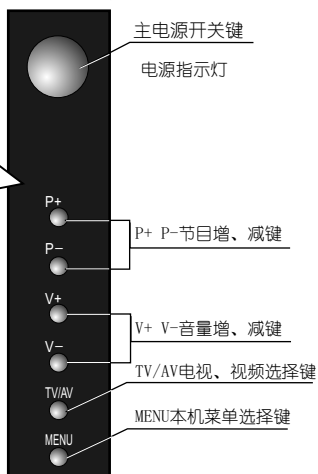 主电源开关键
电源指示灯
P+
P-
P+ P-节目增、减键
V+
V-
V+ V-音量增、减键
TV/AV
TV/AV电视、视频选择键
MENU
MENU本机菜单选择键